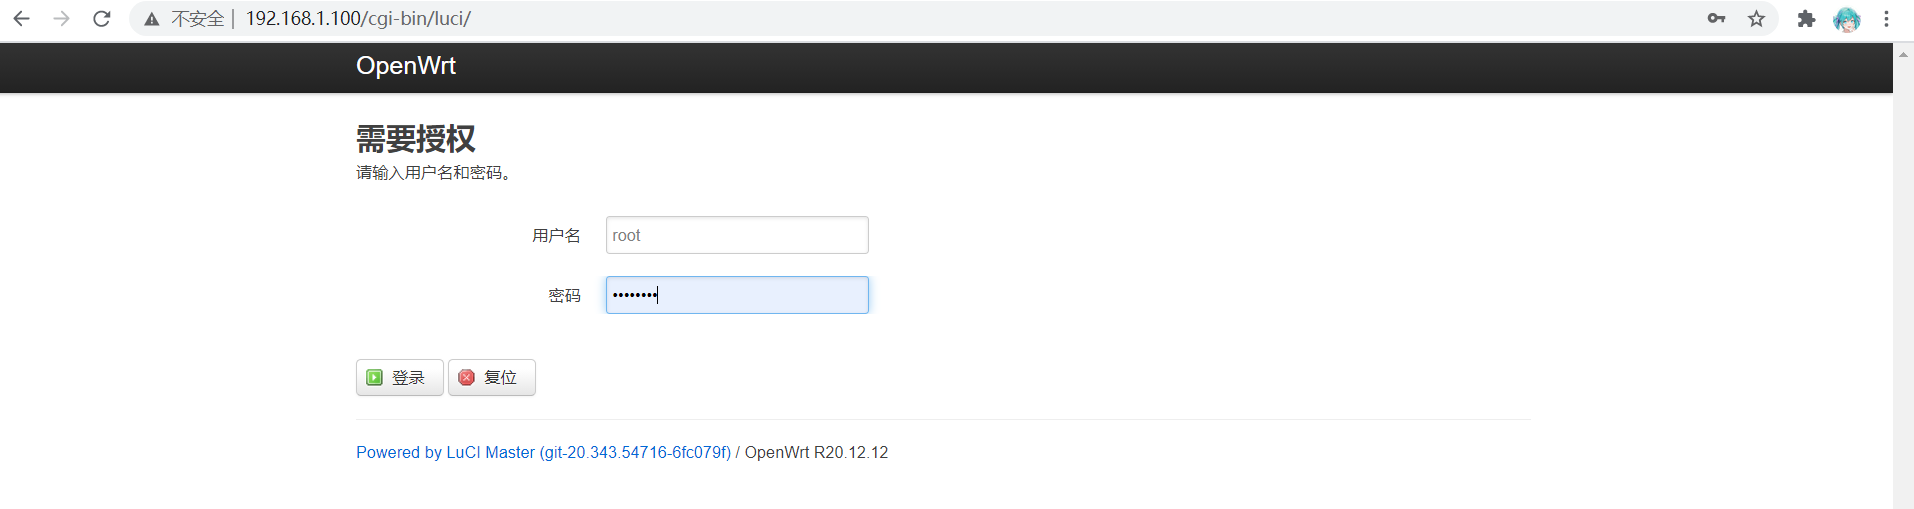 不安全 | 192.168.1.100/cgi-bin/luci/
OpenWrt
需要授权
请输入用户名和密码。
用户名 root
密码 ••••••••
登录 复位
Powered by LuCI Master (git-20.343.54716-6fc079f) / OpenWrt R20.12.12